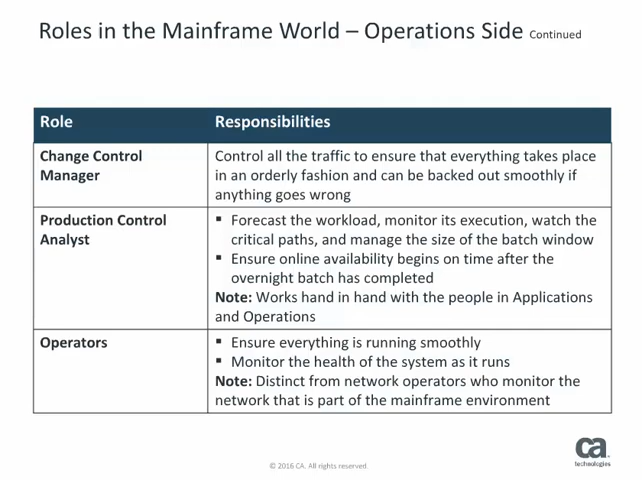 Roles in the Mainframe World – Operations Side Continued
Role
Responsibilities
Change Control
Manager
Control all the traffic to ensure that everything takes place
in an orderly fashion and can be backed out smoothly if
anything goes wrong
Production Control
Analyst
▪ Forecast the workload, monitor its execution, watch the
critical paths, and manage the size of the batch window
▪ Ensure online availability begins on time after the
overnight batch has completed
Note: Works hand in hand with the people in Applications
and Operations
Operators
▪ Ensure everything is running smoothly
▪ Monitor the health of the system as it runs
Note: Distinct from network operators who monitor the
network that is part of the mainframe environment
© 2016 CA. All rights reserved
ca
technologies